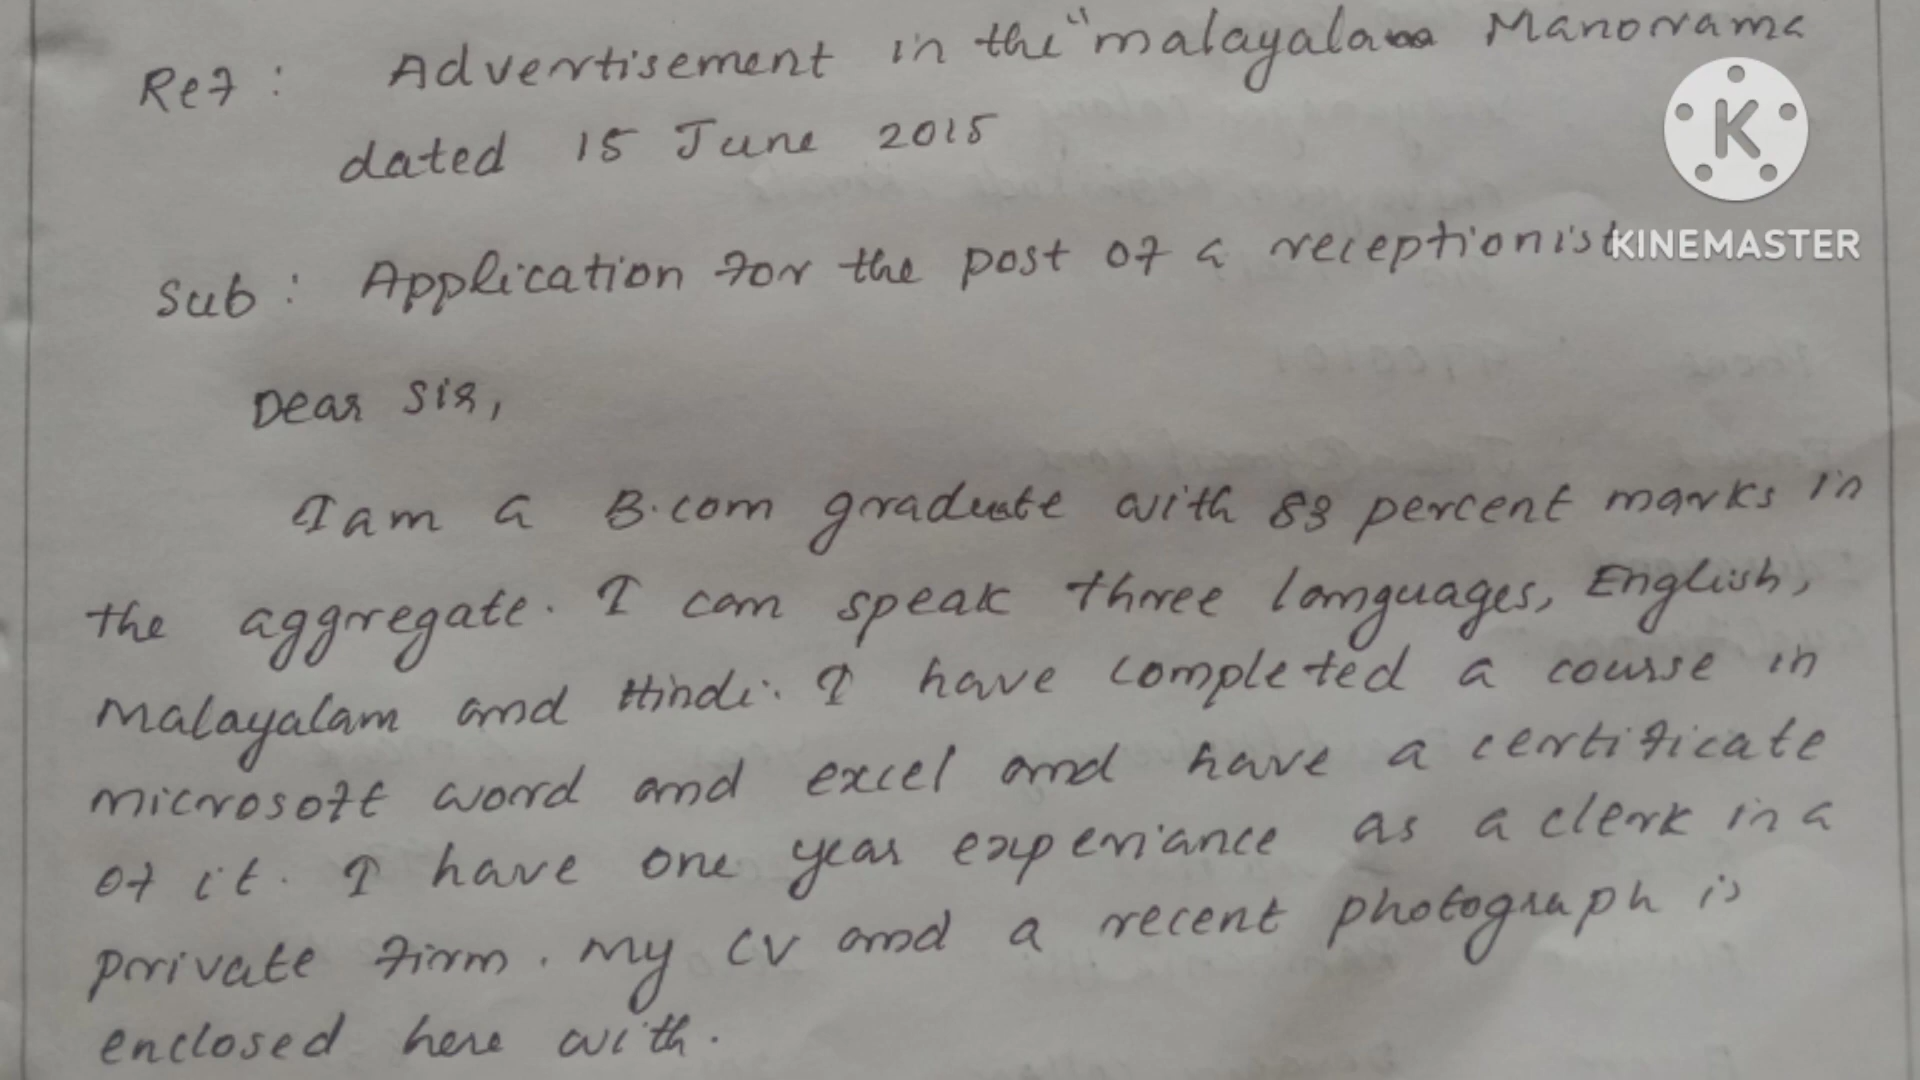 Ref : Advertisement in the "malayalam Manorama
dated 15 June 2015
K
KINEMASTER
Sub : Application for the post of a receptionist
Dear Sir,
I am a B.com graduate with 83 percent marks in
the aggregate. I can speak three languages, English,
Malayalam and Hindi. I have completed a course in
microsoft word and excel and have a certificate
of it. I have one year experiance as a clerk in a
private firm. My CV and a recent photograph is
enclosed here with.